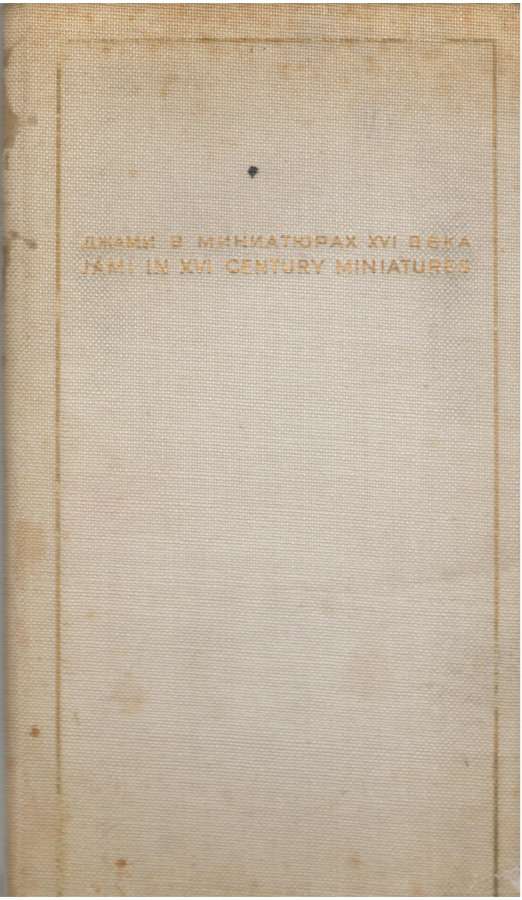 ДЖАМИ В МИНИАТЮРАХ XVI ВЕКА
JAMI IN XVI CENTURY MINIATURES